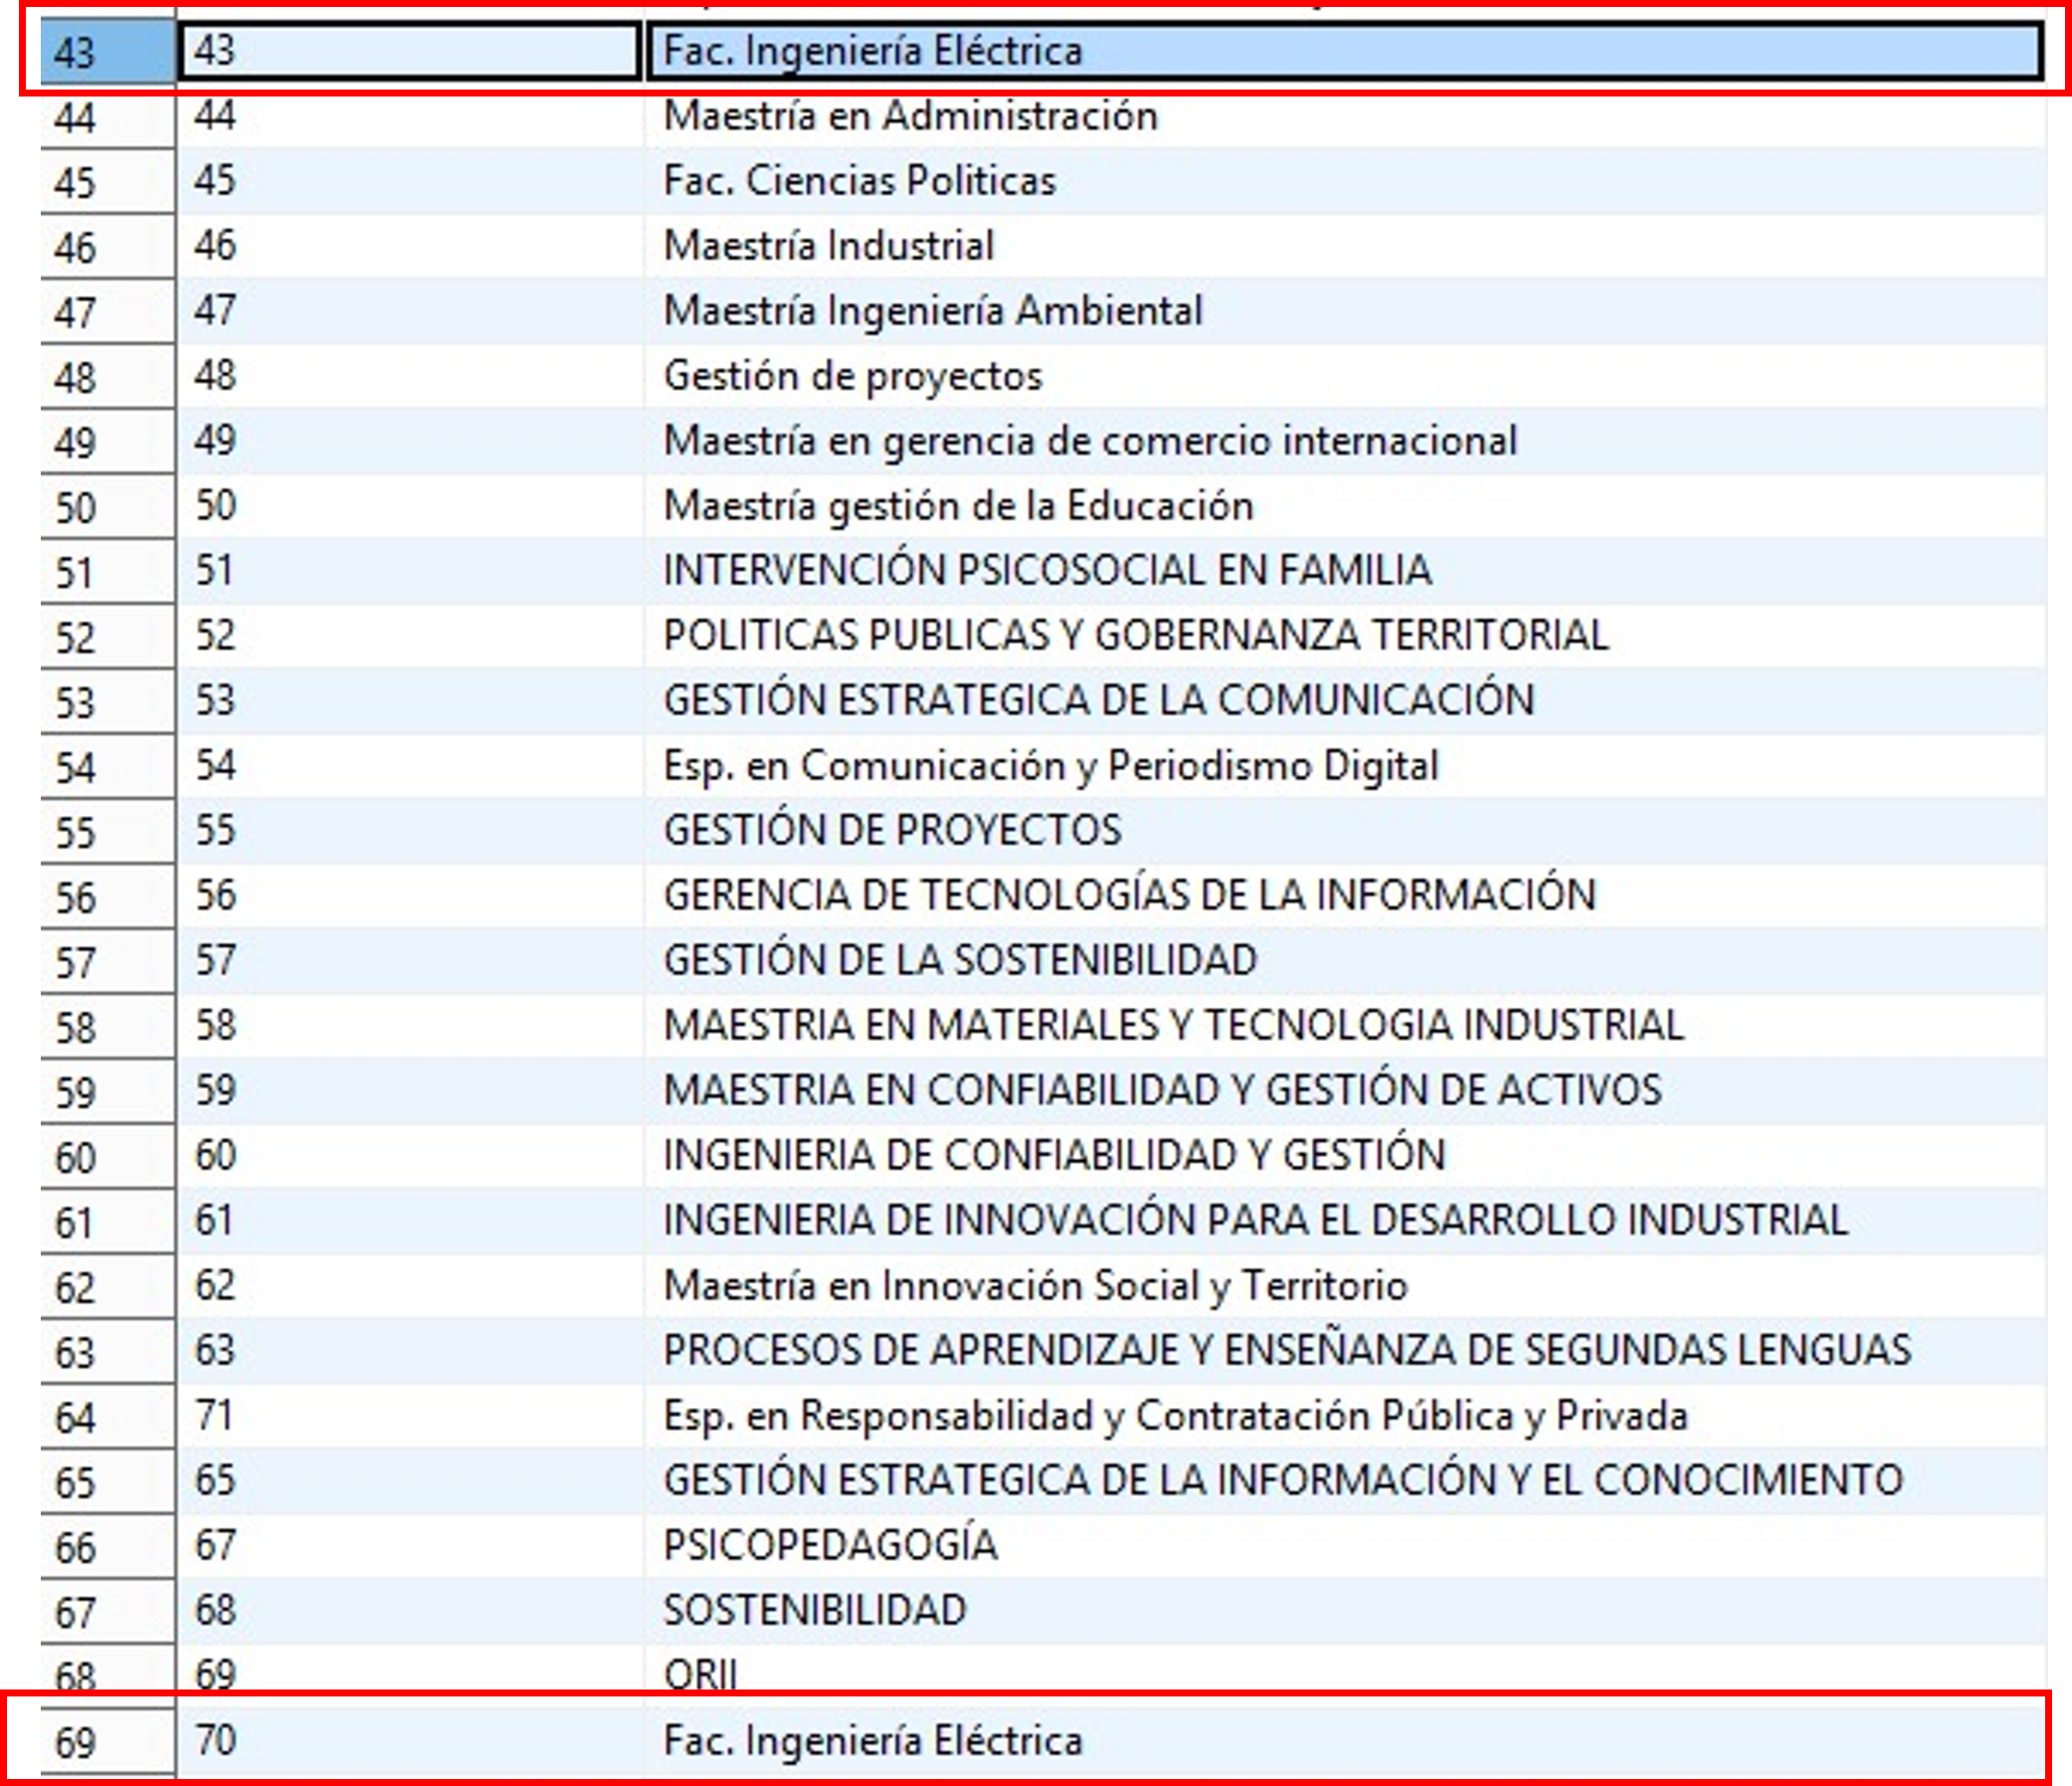 43 43 Fac. Ingeniería Eléctrica
44 44 Maestría en Administración
45 45 Fac. Ciencias Politicas
46 46 Maestría Industrial
47 47 Maestría Ingeniería Ambiental
48 48 Gestión de proyectos
49 49 Maestría en gerencia de comercio internacional
50 50 Maestría gestión de la Educación
51 51 INTERVENCIÓN PSICOSOCIAL EN FAMILIA
52 52 POLITICAS PUBLICAS Y GOBERNANZA TERRITORIAL
53 53 GESTIÓN ESTRATEGICA DE LA COMUNICACIÓN
54 54 Esp. en Comunicación y Periodismo Digital
55 55 GESTIÓN DE PROYECTOS
56 56 GERENCIA DE TECNOLOGÍAS DE LA INFORMACIÓN
57 57 GESTIÓN DE LA SOSTENIBILIDAD
58 58 MAESTRIA EN MATERIALES Y TECNOLOGIA INDUSTRIAL
59 59 MAESTRIA EN CONFIABILIDAD Y GESTIÓN DE ACTIVOS
60 60 INGENIERIA DE CONFIABILIDAD Y GESTIÓN
61 61 INGENIERIA DE INNOVACIÓN PARA EL DESARROLLO INDUSTRIAL
62 62 Maestría en Innovación Social y Territorio
63 63 PROCESOS DE APRENDIZAJE Y ENSEÑANZA DE SEGUNDAS LENGUAS
64 71 Esp. en Responsabilidad y Contratación Pública y Privada
65 65 GESTIÓN ESTRATEGICA DE LA INFORMACIÓN Y EL CONOCIMIENTO
66 67 PSICOPEDAGOGÍA
67 68 SOSTENIBILIDAD
68 69 ORII
69 70 Fac. Ingeniería Eléctrica